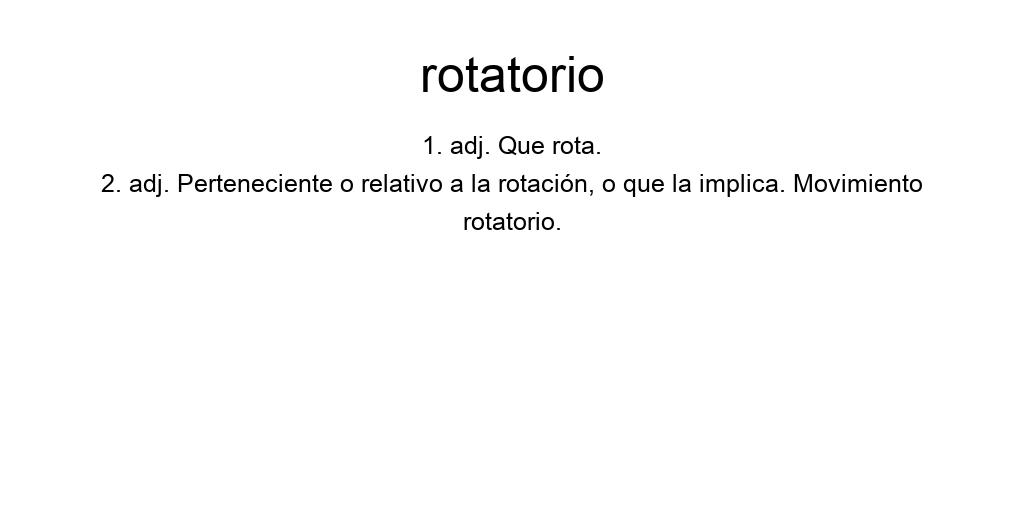 rotatorio
1. adj. Que rota.
2. adj. Perteneciente o relativo a la rotación, o que la implica. Movimiento
rotatorio.